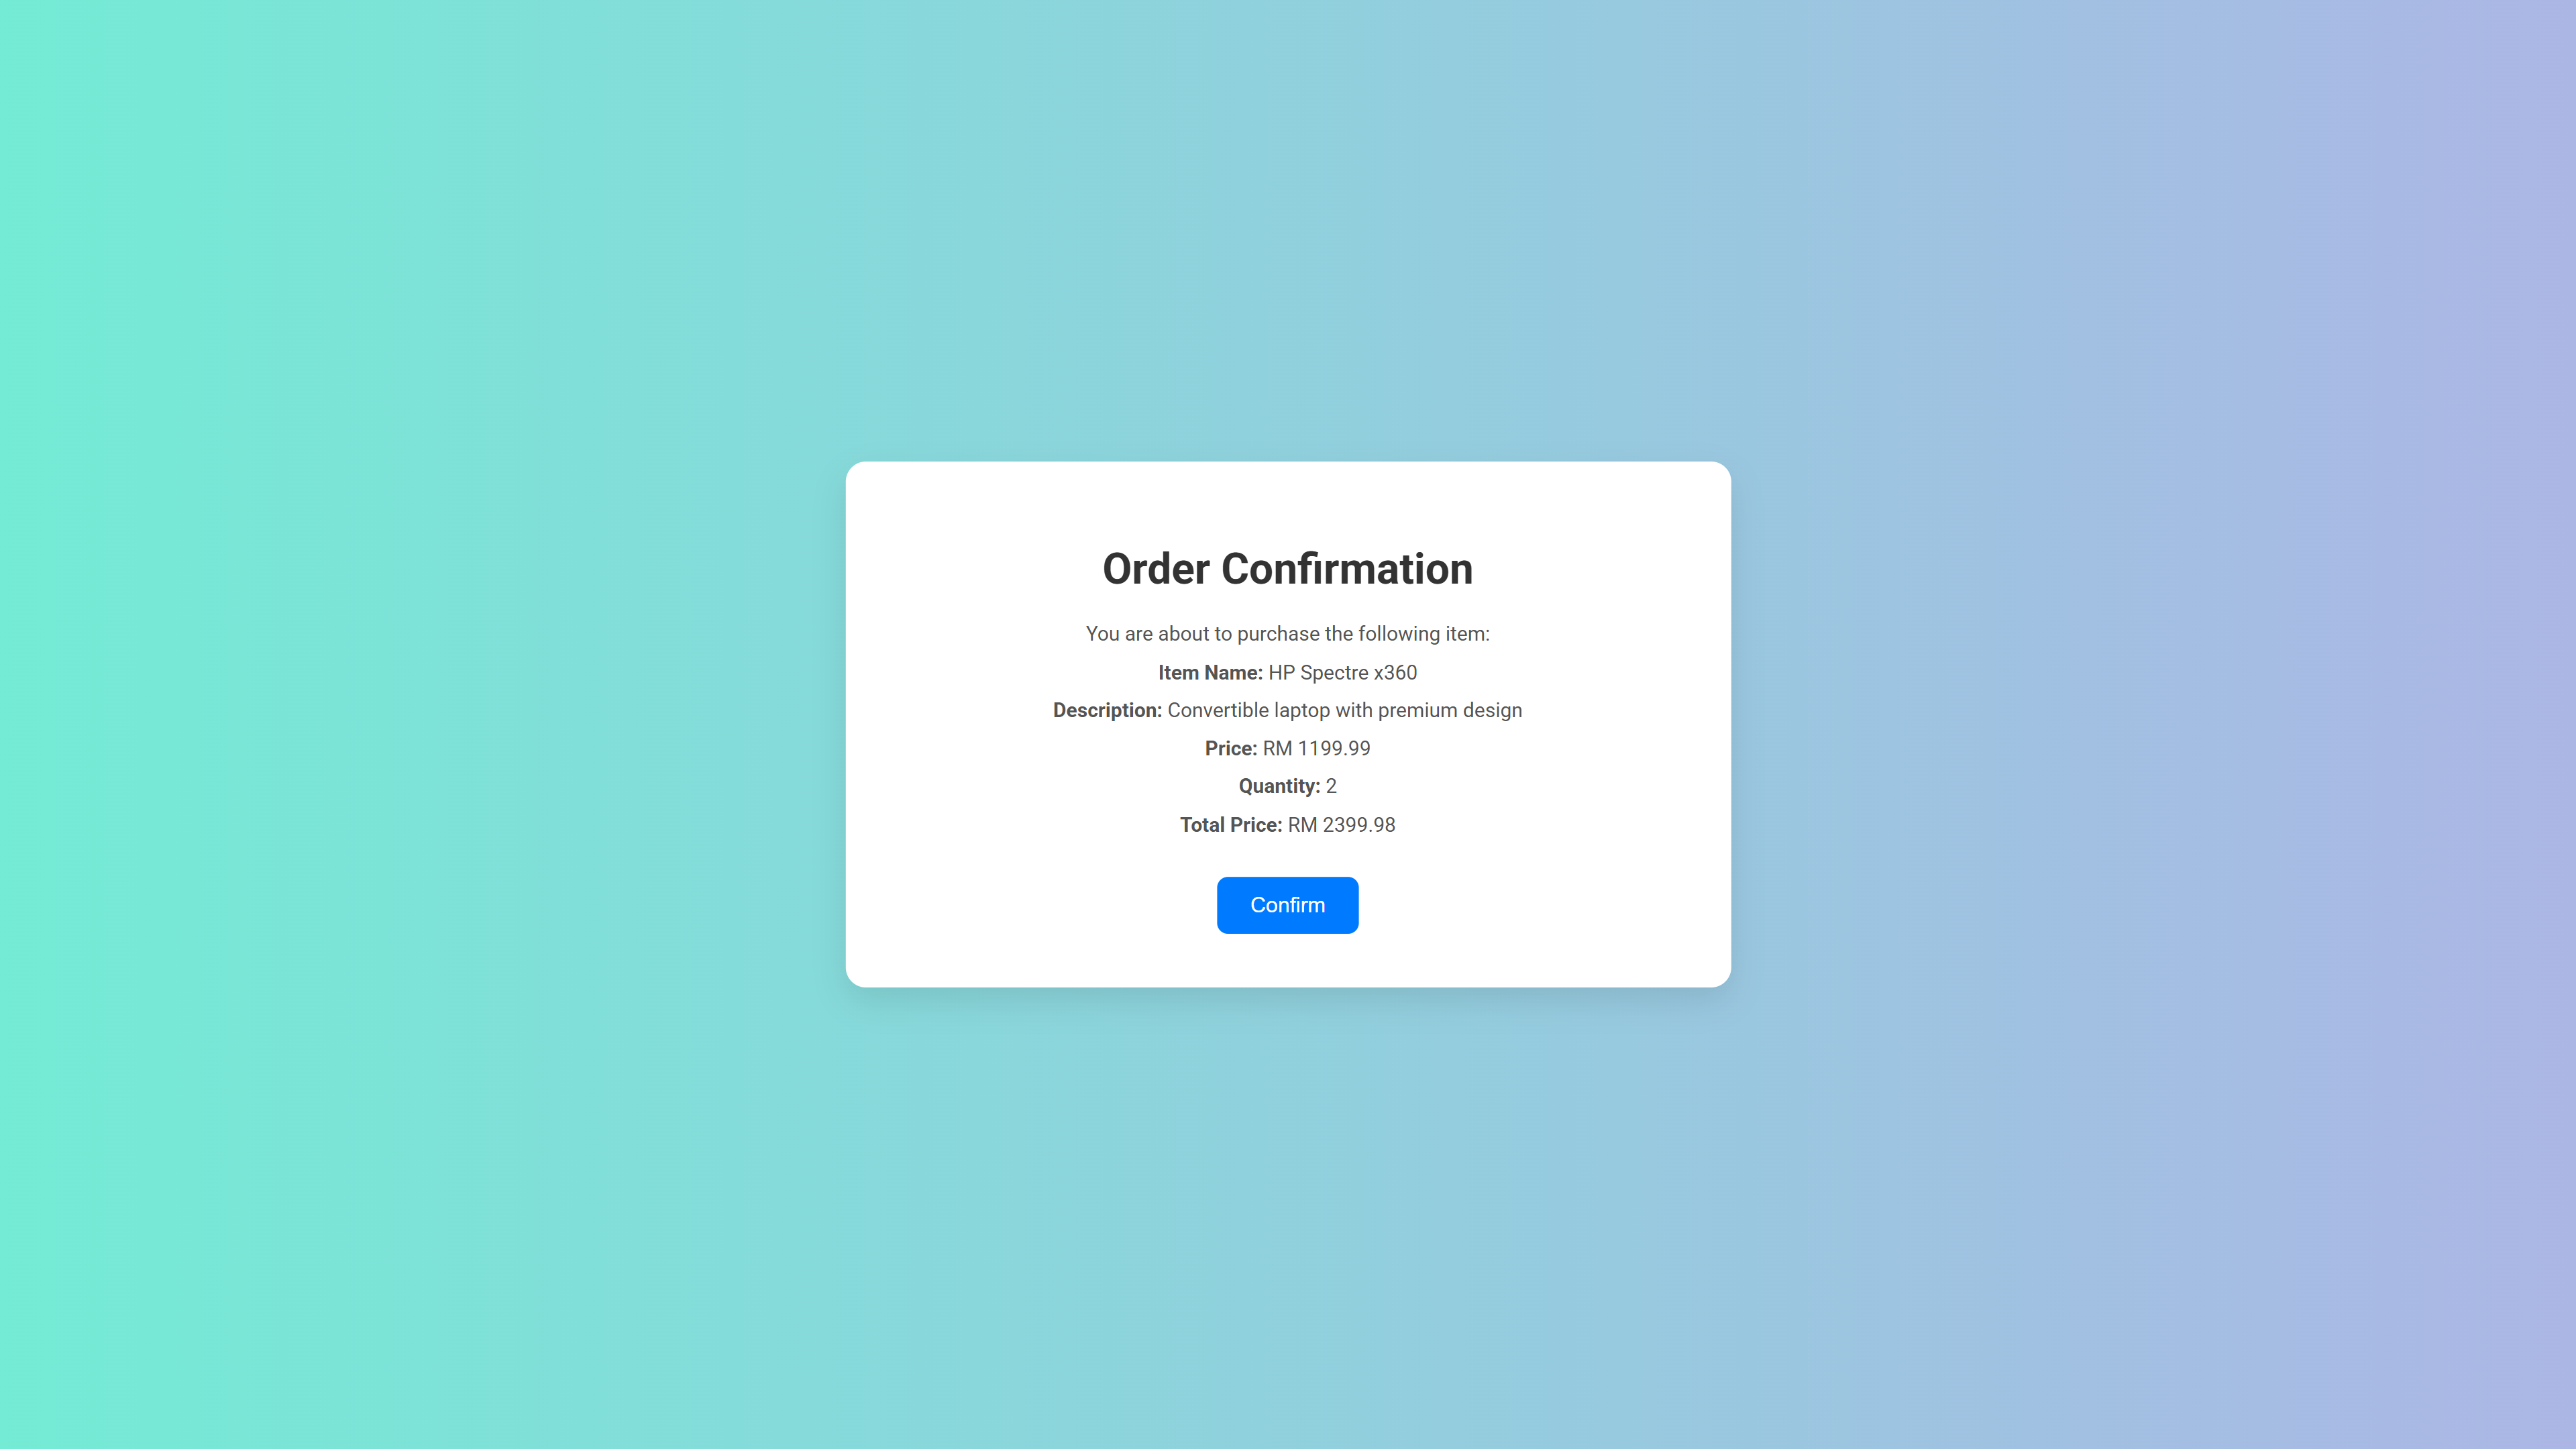 Order Confirmation
You are about to purchase the following item:
Item Name: HP Spectre x360
Description: Convertible laptop with premium design
Price: RM 1199.99
Quantity: 2
Total Price: RM 2399.98
Confirm